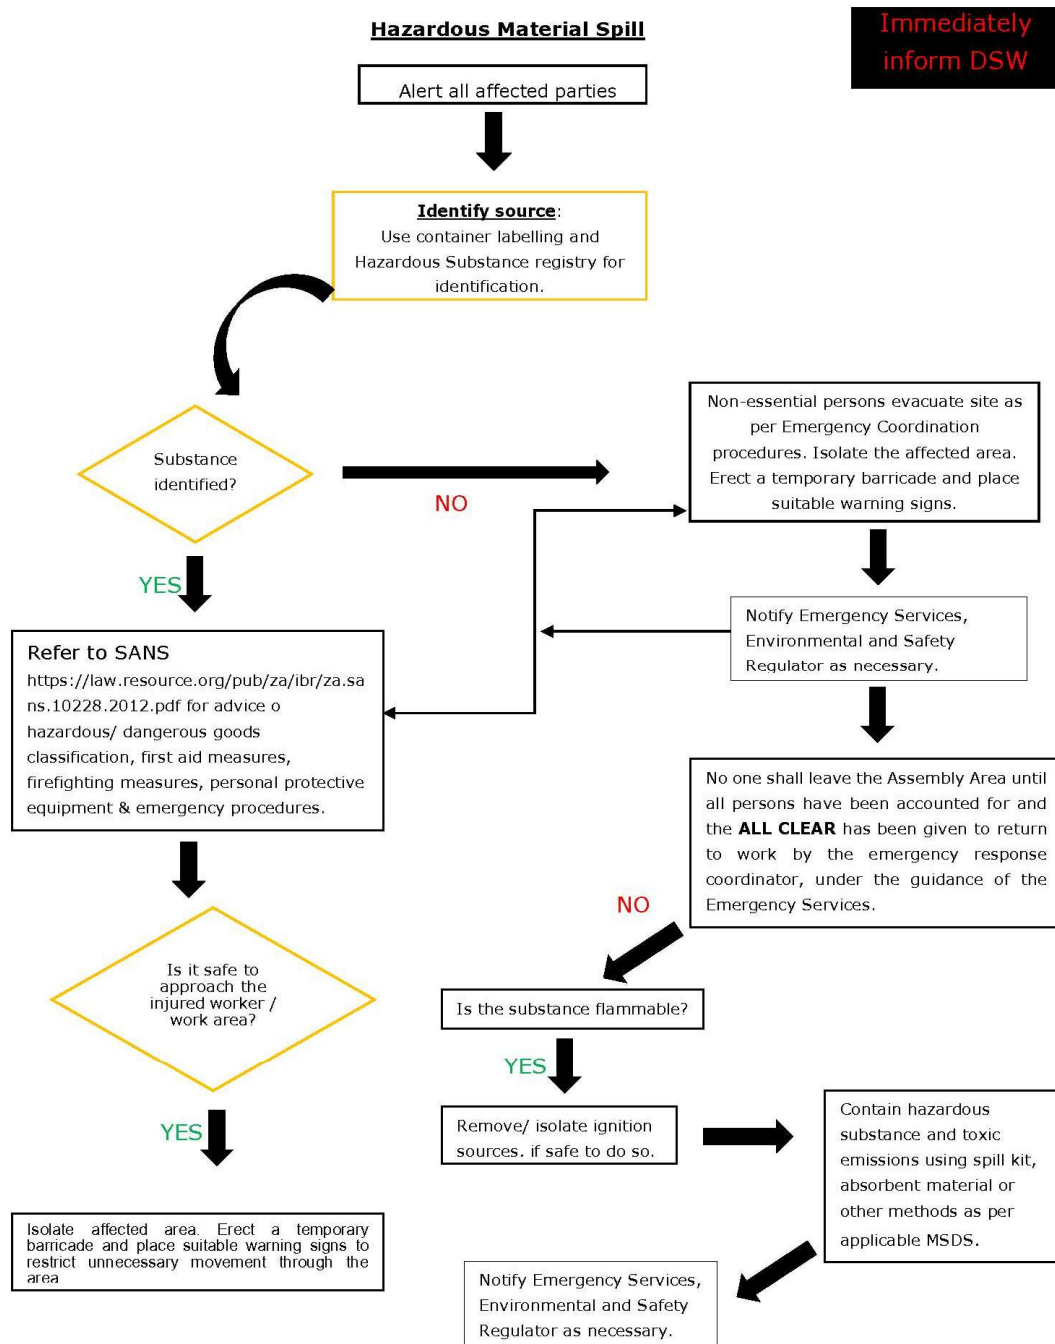 Hazardous Material Spill
Immediately
inform DSW
Alert all affected parties
Identify source:
Use container labelling and
Hazardous Substance registry for
identification.
Substance
identified?
NO
Non-essential persons evacuate site as
per Emergency Coordination
procedures. Isolate the affected area.
Erect a temporary barricade and place
suitable warning signs.
YES
Notify Emergency Services,
Environmental and Safety
Regulator as necessary.
Refer to SANS
https://law.resource.org/pub/za/ibr/za.sa
ns.10228.2012.pdf for advice o
hazardous/ dangerous goods
classification, first aid measures,
firefighting measures, personal protective
equipment & emergency procedures.
No one shall leave the Assembly Area until
all persons have been accounted for and
the ALL CLEAR has been given to return
to work by the emergency response
coordinator, under the guidance of the
Emergency Services.
NO
Is it safe to
approach the
injured worker /
work area?
Is the substance flammable?
YES
YES
Remove/ isolate ignition
sources. if safe to do so.
Contain hazardous
substance and toxic
emissions using spill kit,
absorbent material or
other methods as per
applicable MSDS.
Isolate affected area. Erect a temporary
barricade and place suitable warning signs to
restrict unnecessary movement through the
area
Notify Emergency Services,
Environmental and Safety
Regulator as necessary.